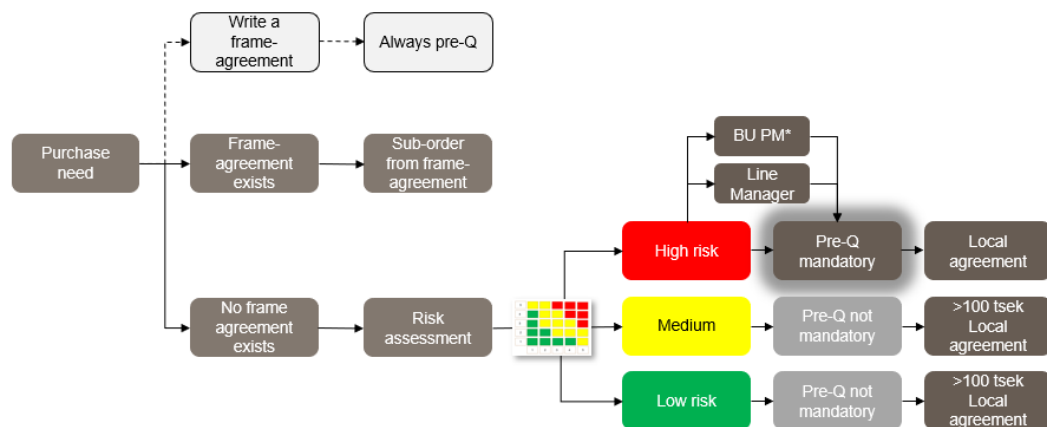 Write a
frame-
agreement
Always pre-Q
Purchase
need
Frame-
agreement
exists
Sub-order
from frame-
agreement
BU PM*
Line
Manager
High risk
Pre-Q
mandatory
Local
agreement
No frame
agreement
exists
Risk
assessment
Medium
Pre-Q not
mandatory
>100 tsek
Local
agreement
Low risk
Pre-Q not
mandatory
>100 tsek
Local
agreement